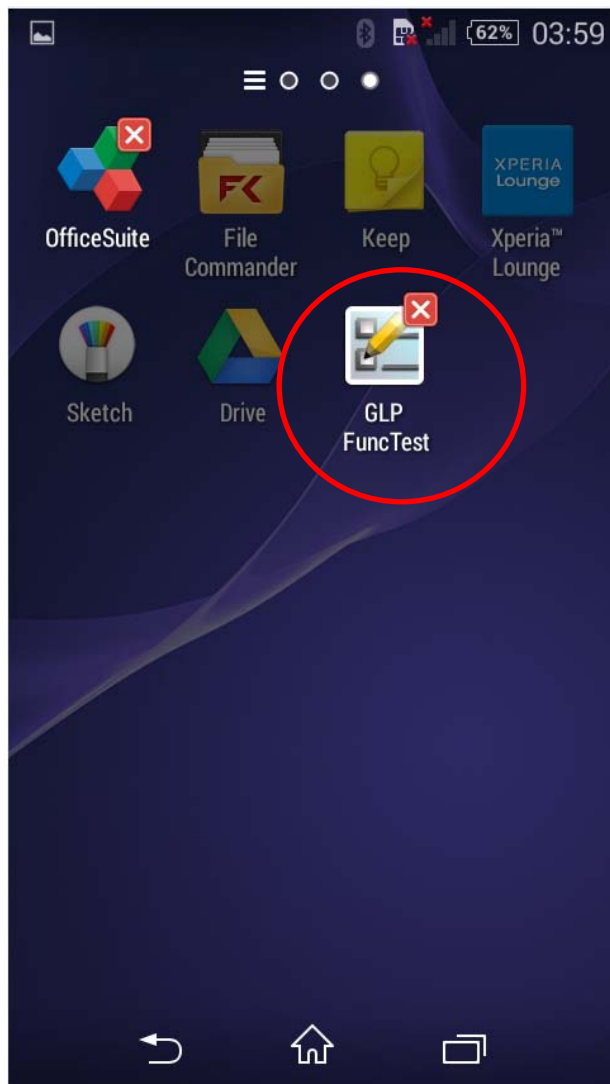 62% 03:59
XPERIA
Lounge
OfficeSuite File Keep Xperia™
Commander Lounge
Sketch Drive GLP
FuncTest